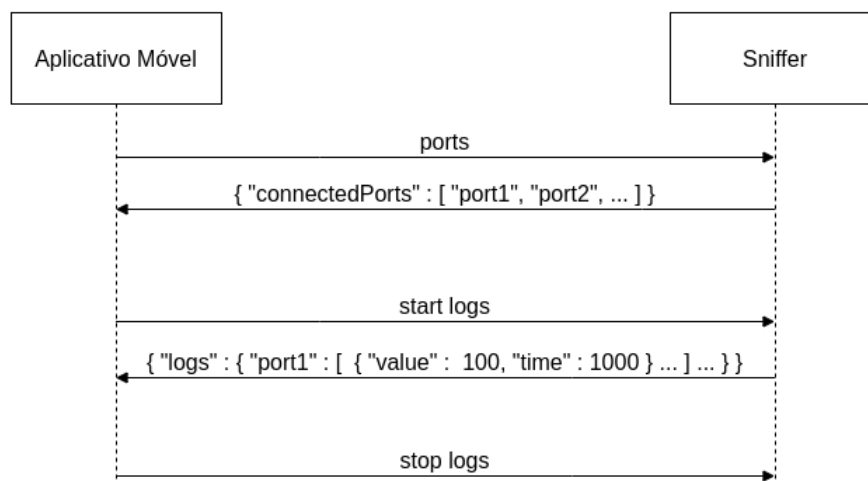 Aplicativo Móvel
Sniffer
ports
{ "connectedPorts" : [ "port1", "port2", ... ] }
start logs
{ "logs" : { "port1" : [  { "value" :  100, "time" : 1000 } ... ] ... } }
stop logs